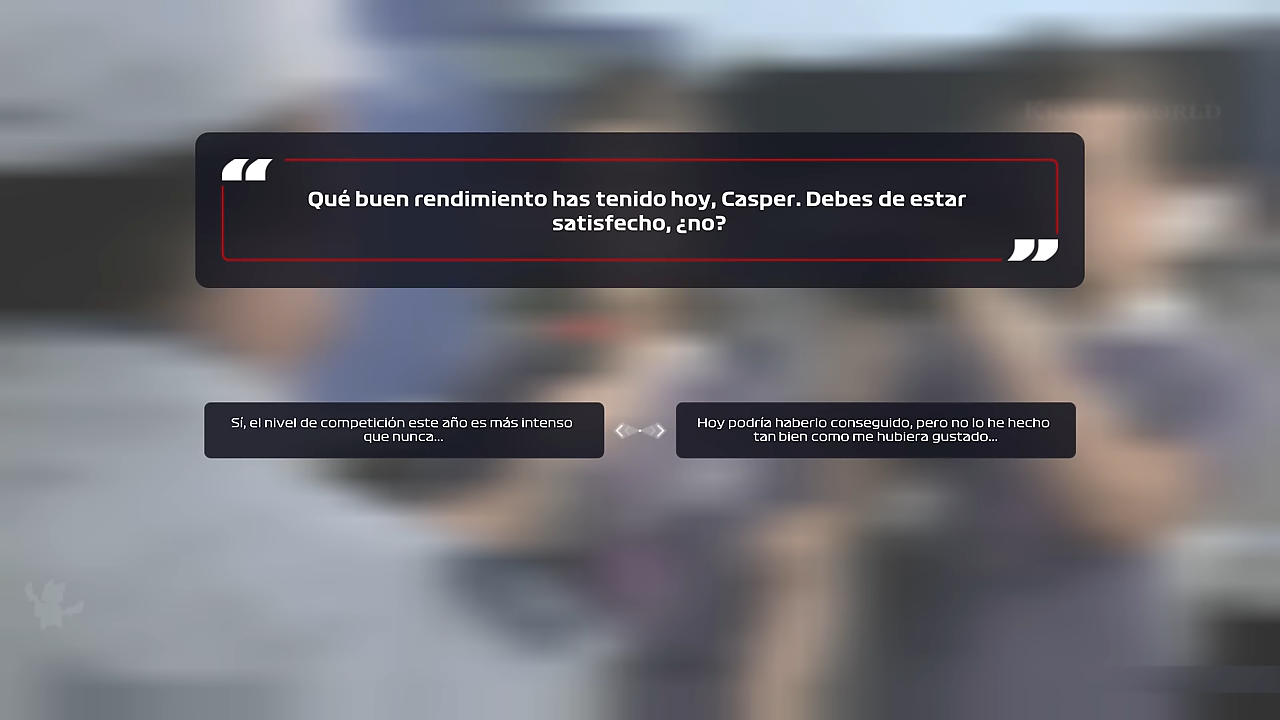 Qué buen rendimiento has tenido hoy, Casper. Debes de estar
satisfecho, ¿no?
Sí, el nivel de competición este año es más intenso
que nunca...
Hoy podría haberlo conseguido, pero no lo he hecho
tan bien como me hubiera gustado...